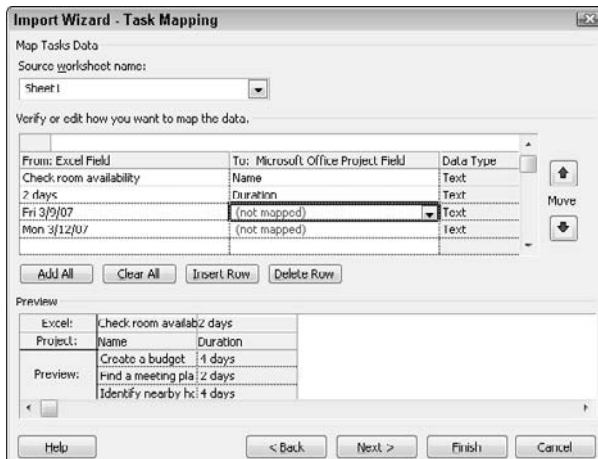 Import Wizard - Task Mapping
Map Tasks Data
Source worksheet name:
Sheet1
Verify or edit how you want to map the data.
From: Excel Field To: Microsoft Office Project Field Data Type
Check room availability Name Text
2 days Duration Text
Fri 3/9/07 (not mapped) Text
Mon 3/12/07 (not mapped) Text
Move
Add All Clear All Insert Row Delete Row
Preview
Excel: Check room availab 2 days
Project: Name Duration
Preview: Create a budget 4 days
Find a meeting pla 2 days
Identify nearby ho 4 days
Help < Back Next > Finish Cancel